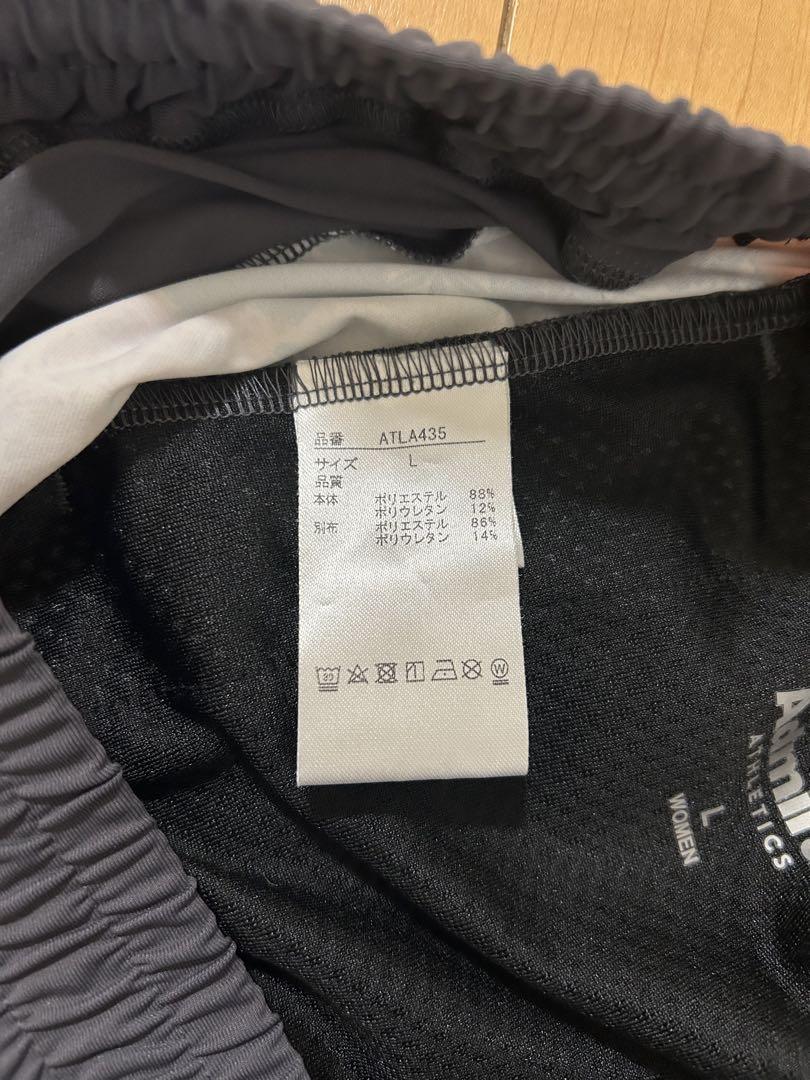 品番 ATLA435
サイズ L
品質
本体 ポリエステル 88%
ポリウレタン 12%
別布 ポリエステル 86%
ポリウレタン 14%
30
W
ATHLETICS
L
WOMEN